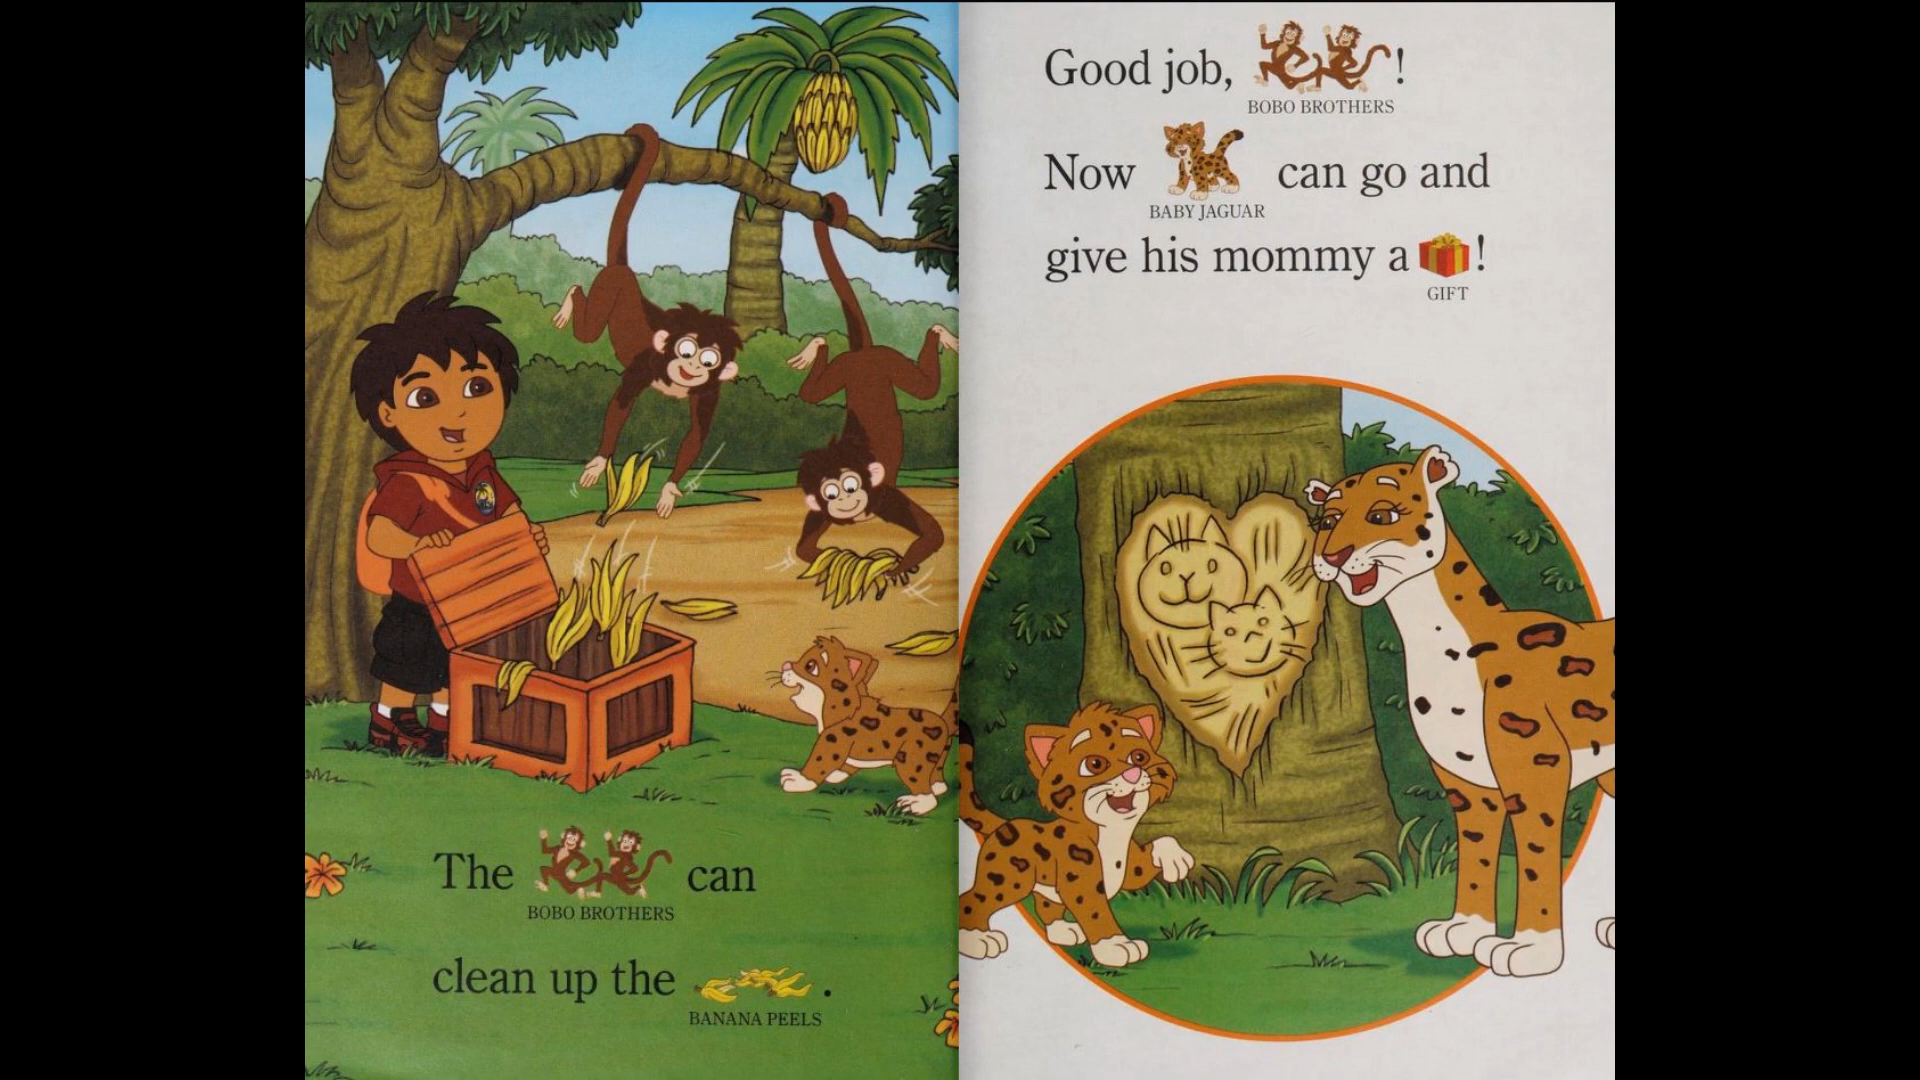 The can
BOBO BROTHERS
clean up the .
BANANA PEELS
Good job, !
BOBO BROTHERS
Now can go and
BABY JAGUAR
give his mommy a !
GIFT